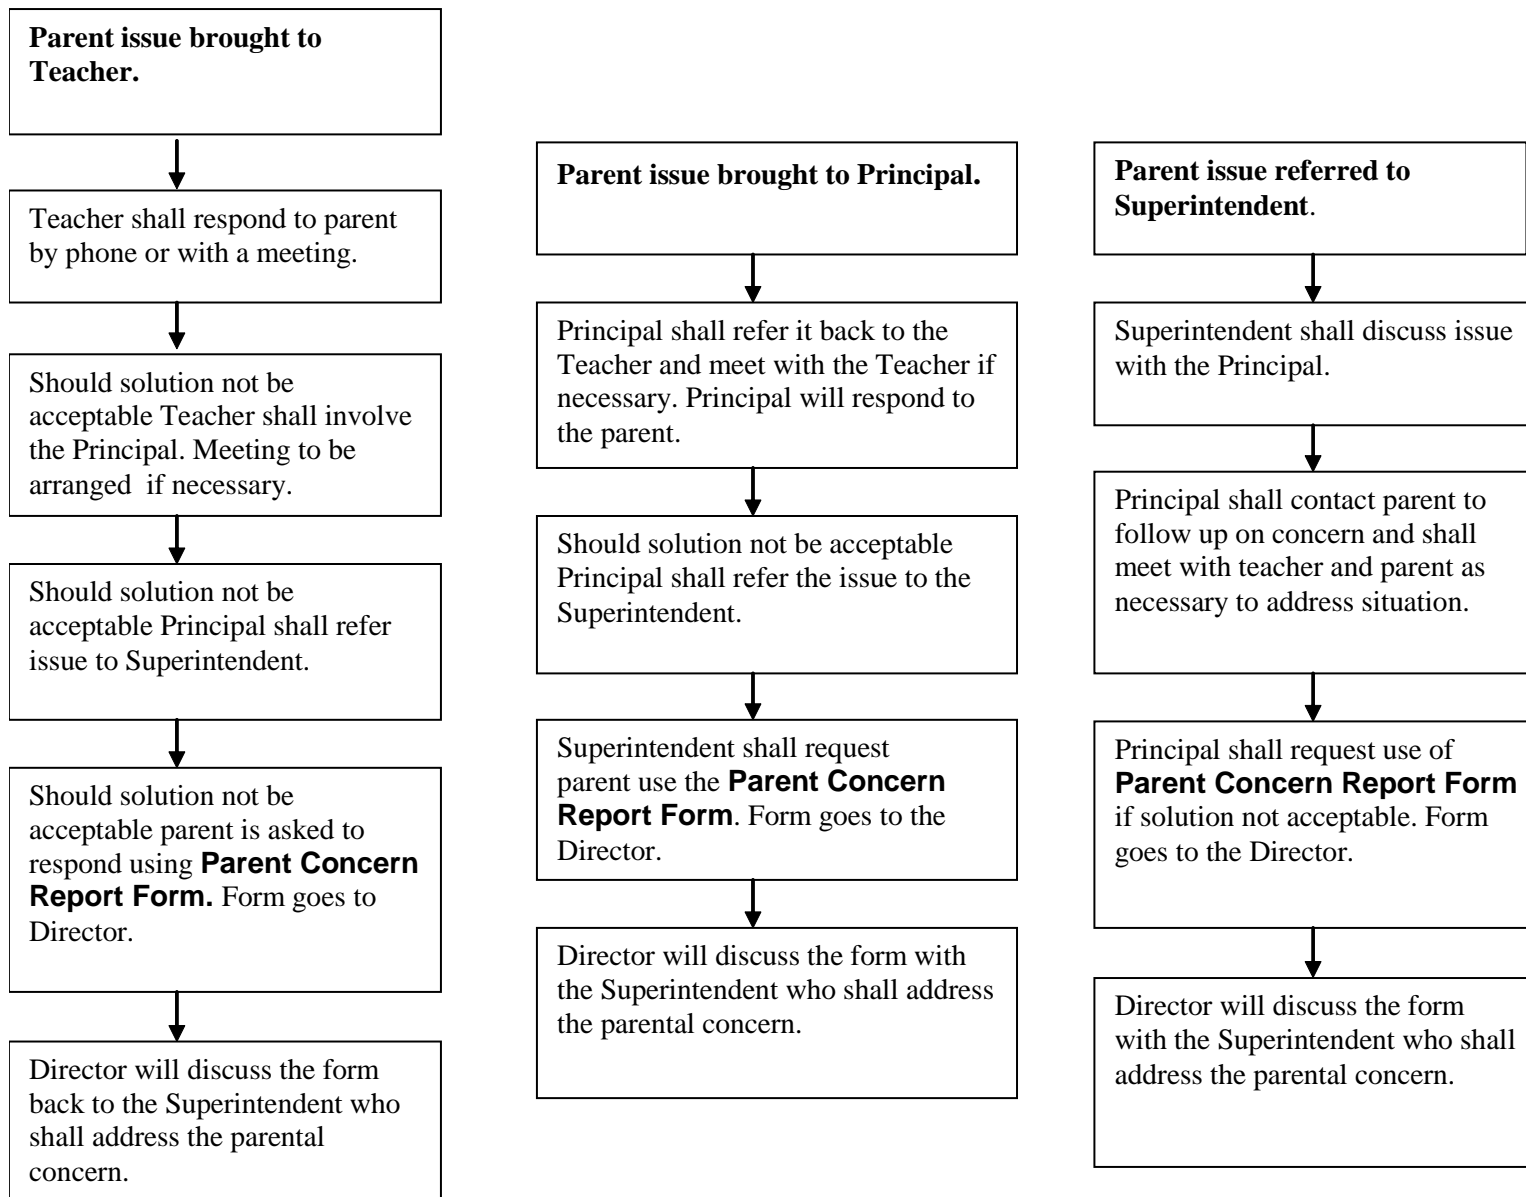 Parent issue brought to
Teacher.
Teacher shall respond to parent
by phone or with a meeting.
Should solution not be
acceptable Teacher shall involve
the Principal. Meeting to be
arranged  if necessary.
Should solution not be
acceptable Principal shall refer
issue to Superintendent.
Should solution not be
acceptable parent is asked to
respond using Parent Concern
Report Form. Form goes to
Director.
Director will discuss the form
back to the Superintendent who
shall address the parental
concern.
Parent issue brought to Principal.
Principal shall refer it back to the
Teacher and meet with the Teacher if
necessary. Principal will respond to
the parent.
Should solution not be acceptable
Principal shall refer the issue to the
Superintendent.
Superintendent shall request
parent use the Parent Concern
Report Form. Form goes to the
Director.
Director will discuss the form with
the Superintendent who shall address
the parental concern.
Parent issue referred to
Superintendent.
Superintendent shall discuss issue
with the Principal.
Principal shall contact parent to
follow up on concern and shall
meet with teacher and parent as
necessary to address situation.
Principal shall request use of
Parent Concern Report Form
if solution not acceptable. Form
goes to the Director.
Director will discuss the form
with the Superintendent who shall
address the parental concern.